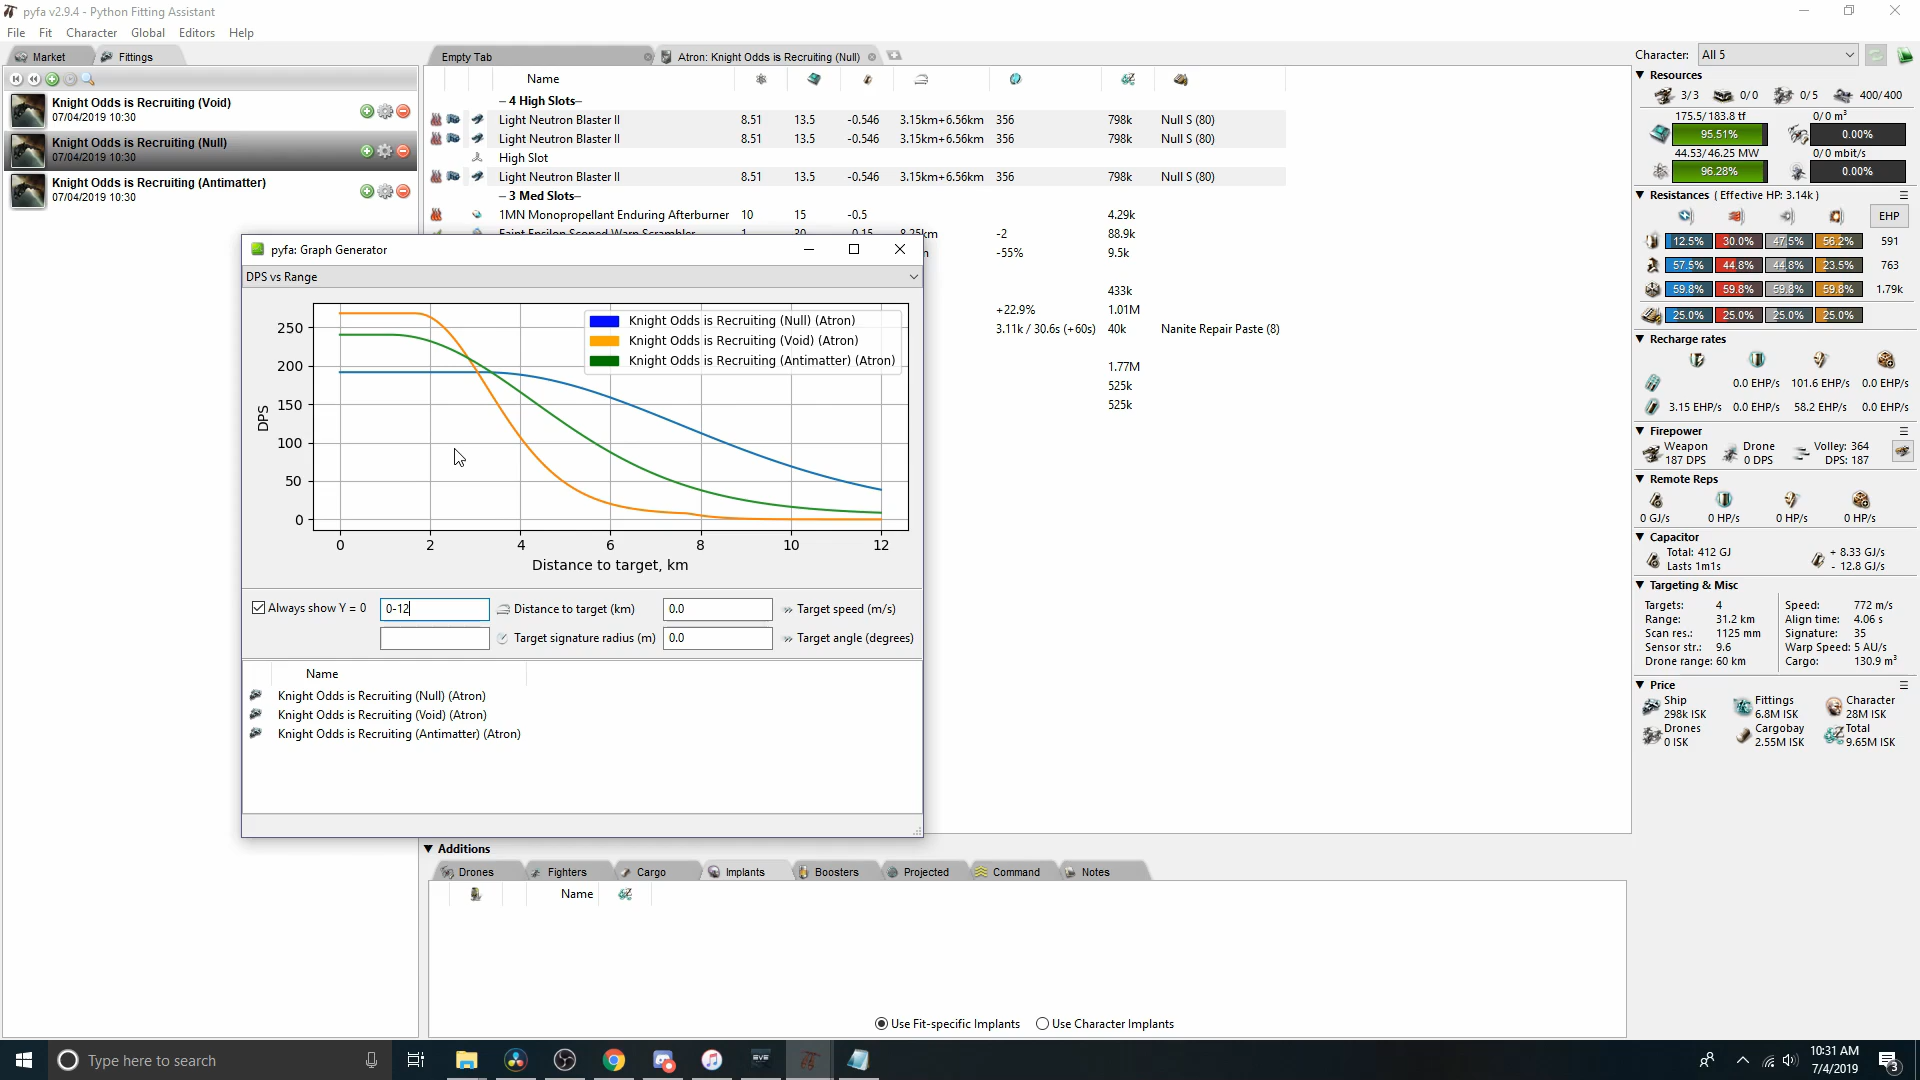 pyfa v2.9.4 - Python Fitting Assistant
File Fit Character Global Editors Help
Market Fittings
Empty Tab Atron: Knight Odds is Recruiting (Null)
Character: All 5
Knight Odds is Recruiting (Void)
07/04/2019 10:30
Knight Odds is Recruiting (Null)
07/04/2019 10:30
Knight Odds is Recruiting (Antimatter)
07/04/2019 10:30
Name
– 4 High Slots–
Light Neutron Blaster II 8.51 13.5 -0.546 3.15km+6.56km 356 798k Null S (80)
Light Neutron Blaster II 8.51 13.5 -0.546 3.15km+6.56km 356 798k Null S (80)
High Slot
Light Neutron Blaster II 8.51 13.5 -0.546 3.15km+6.56km 356 798k Null S (80)
– 3 Med Slots–
1MN Monopropellant Enduring Afterburner 10 15 -0.5 4.29k
Faint Epsilon Scoped Warp Scrambler 1 30 -0.15 8.25km -2 88.9k
-55% 9.5k
433k
+22.9% 1.01M
3.11k / 30.6s (+60s) 40k Nanite Repair Paste (8)
1.77M
525k
525k
pyfa: Graph Generator
DPS vs Range
Knight Odds is Recruiting (Null) (Atron)
Knight Odds is Recruiting (Void) (Atron)
Knight Odds is Recruiting (Antimatter) (Atron)
DPS
250
200
150
100
50
0
0 2 4 6 8 10 12
Distance to target, km
Always show Y = 0 0-12 Distance to target (km) 0.0 Target speed (m/s)
Target signature radius (m) 0.0 Target angle (degrees)
Name
Knight Odds is Recruiting (Null) (Atron)
Knight Odds is Recruiting (Void) (Atron)
Knight Odds is Recruiting (Antimatter) (Atron)
Additions
Drones Fighters Cargo Implants Boosters Projected Command Notes
Name
Use Fit-specific Implants Use Character Implants
Resources
3/3 0/0 0/5 400/400
175.5/183.8 tf 0/0 m³
95.51% 0.00%
44.53/46.25 MW 0/0 mbit/s
96.28% 0.00%
Resistances (Effective HP: 3.14k)
EHP
12.5% 30.0% 47.5% 56.2% 591
57.5% 44.8% 44.8% 23.5% 763
59.8% 59.8% 59.8% 59.8% 1.79k
25.0% 25.0% 25.0% 25.0%
Recharge rates
0.0 EHP/s 101.6 EHP/s 0.0 EHP/s
3.15 EHP/s 0.0 EHP/s 58.2 EHP/s 0.0 EHP/s
Firepower
Weapon Drone Volley: 364
187 DPS 0 DPS DPS: 187
Remote Reps
0 GJ/s 0 HP/s 0 HP/s 0 HP/s
Capacitor
Total: 412 GJ + 8.33 GJ/s
Lasts 1m1s - 12.8 GJ/s
Targeting & Misc
Targets: 4 Speed: 772 m/s
Range: 31.2 km Align time: 4.06 s
Scan res.: 1125 mm Signature: 35
Sensor str.: 9.6 Warp Speed: 5 AU/s
Drone range: 60 km Cargo: 130.9 m³
Price
Ship Fittings Character
298k ISK 6.8M ISK 28M ISK
Drones Cargobay Total
0 ISK 2.55M ISK 9.65M ISK
Type here to search
EVE
10:31 AM
7/4/2019
3